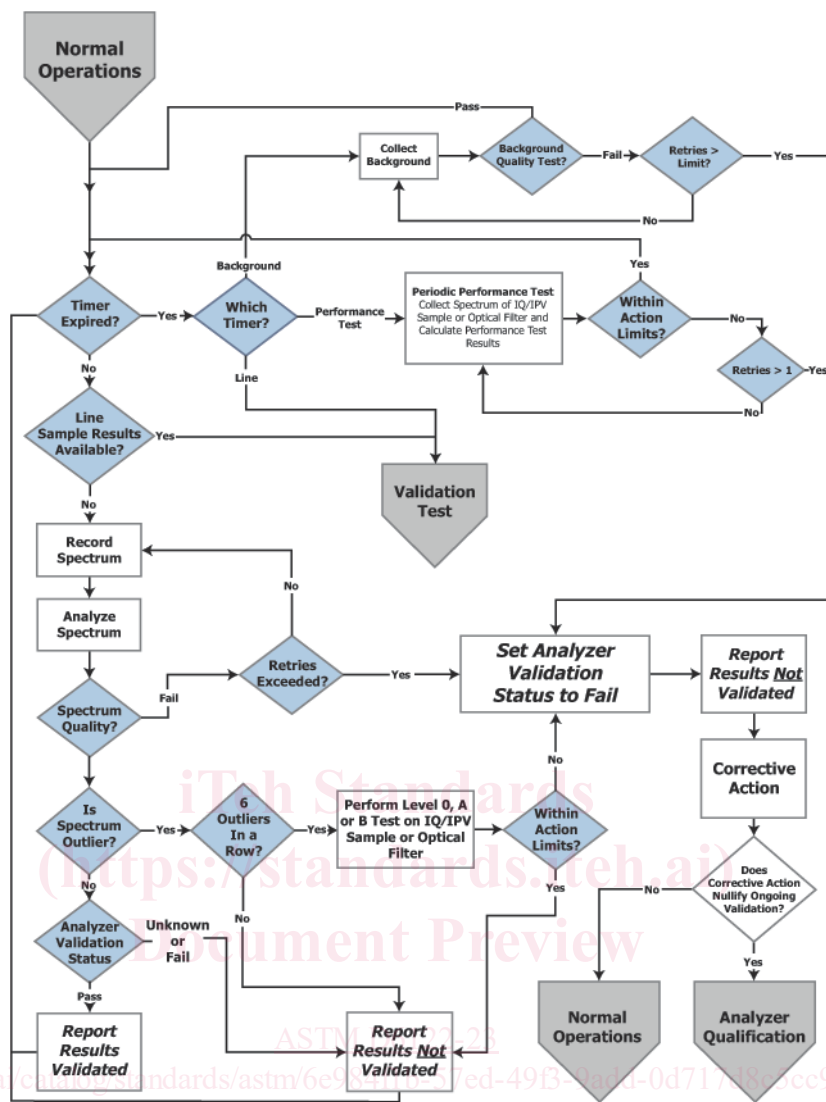 Normal
Operations
Pass
Collect
Background
Background
Quality Test?
Fail
Retries >
Limit?
Yes
No
Background
Yes
Timer
Expired?
Yes
Which
Timer?
Performance
Test
Periodic Performance Test
Collect Spectrum of IQ/IPV
Sample or Optical Filter and
Calculate Performance Test
Results
Within
Action
Limits?
No
Retries > 1
Yes
No
No
Line
Line
Sample Results
Available?
Yes
Validation
Test
No
Record
Spectrum
No
Analyze
Spectrum
Retries
Exceeded?
Yes
Set Analyzer
Validation
Status to Fail
Report
Results Not
Validated
Fail
Spectrum
Quality?
No
Corrective
Action
iTeh Standards
Is
Spectrum
Outlier?
Yes
6
Outliers
In a
Row?
Yes
Perform Level 0, A
or B Test on IQ/IPV
Sample or Optical
Filter
Within
Action
Limits?
(https://standards.iteh.ai)
Does
Corrective Action
Nullify Ongoing
Validation?
No
No
Yes
No
Analyzer
Validation
Status
Unknown
or
Fail
Document Preview
Yes
Pass
Report
Results
Validated
Report
Results Not
Validated
Normal
Operations
Analyzer
Qualification